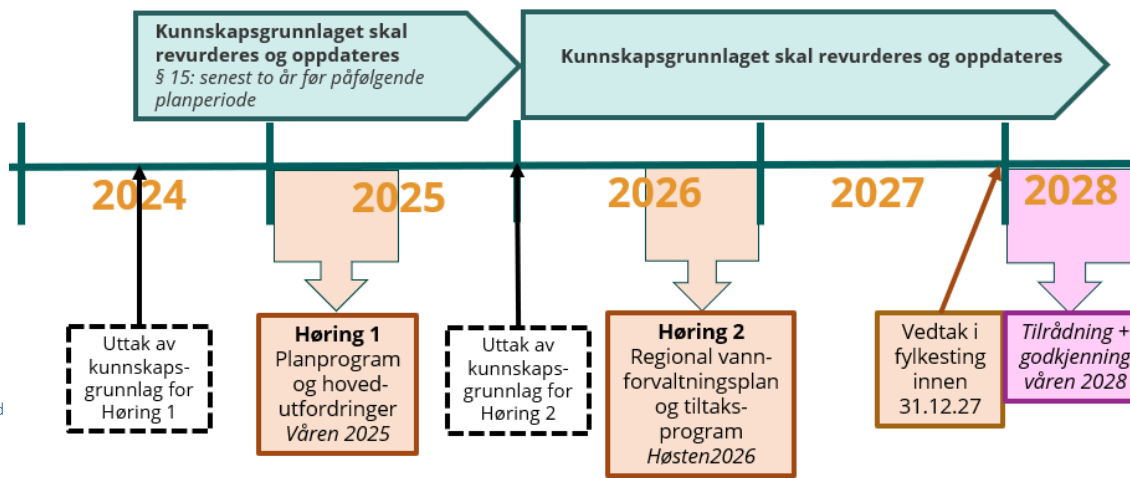 Kunnskapsgrunnlaget skal
revurderes og oppdateres
§ 15: senest to år før påfølgende
planperiode
Kunnskapsgrunnlaget skal revurderes og oppdateres
2024
2025
2026
2027
2028
Uttak av
kunnskaps-
grunnlag for
Høring 1
Høring 1
Planprogram
og hoved-
utfordringer
Våren 2025
Uttak av
kunnskaps-
grunnlag for
Høring 2
Høring 2
Regional vann-
forvaltningsplan
og tiltaks-
program
Høsten2026
Vedtak i
fylkesting
innen
31.12.27
Tilrådning +
godkjenning
våren 2028